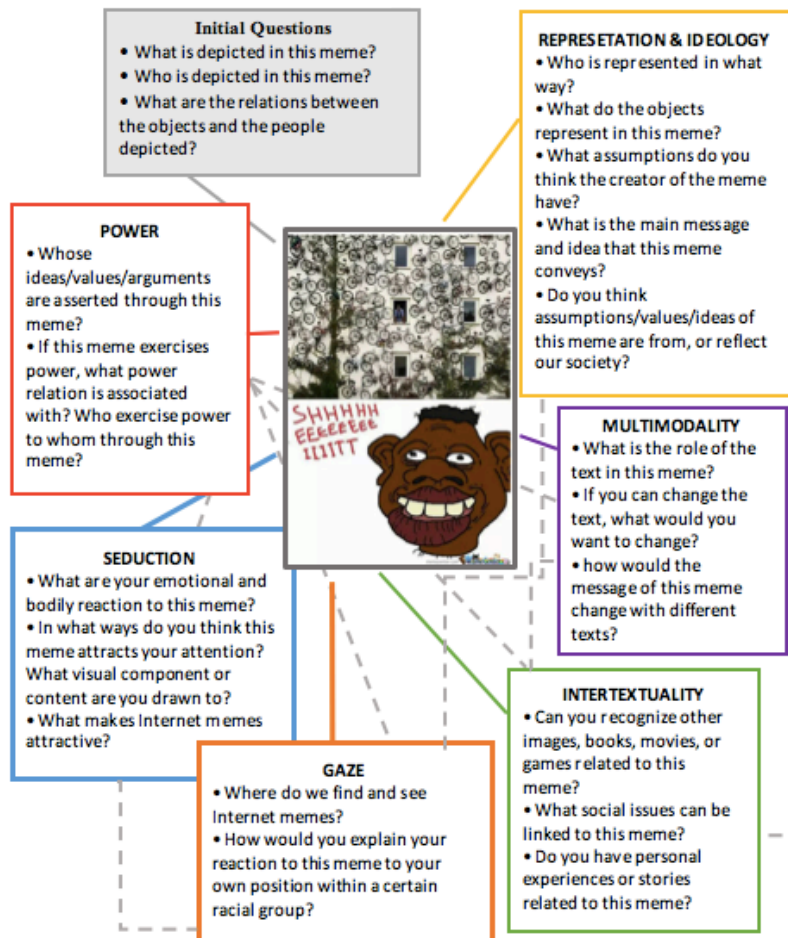 Initial Questions
• What is depicted in this meme?
• Who is depicted in this meme?
• What are the relations between
the objects and the people
depicted?
REPRESETATION & IDEOLOGY
• Who is represented in what
way?
• What do the objects
represent in this meme?
• What assumptions do you
think the creator of the meme
have?
• What is the main message
and idea that this meme
conveys?
• Do you think
assumptions/values/ideas of
this meme are from, or reflect
our society?
POWER
• Whose
ideas/values/arguments
are asserted through this
meme?
• If this meme exercises
power, what power
relation is associated
with? Who exercise power
to whom through this
meme?
SHHHHH
EEEEEEEE
IIIIITT
MULTIMODALITY
• What is the role of the
text in this meme?
• If you can change the
text, what would you
want to change?
• how would the
message of this meme
change with different
texts?
SEDUCTION
• What are your emotional and
bodily reaction to this meme?
• In what ways do you think this
meme attracts your attention?
What visual component or
content are you drawn to?
• What makes Internet memes
attractive?
INTERTEXTUALITY
• Can you recognize other
images, books, movies, or
games related to this
meme?
• What social issues can be
linked to this meme?
• Do you have personal
experiences or stories
related to this meme?
GAZE
• Where do we find and see
Internet memes?
• How would you explain your
reaction to this meme to your
own position within a certain
racial group?